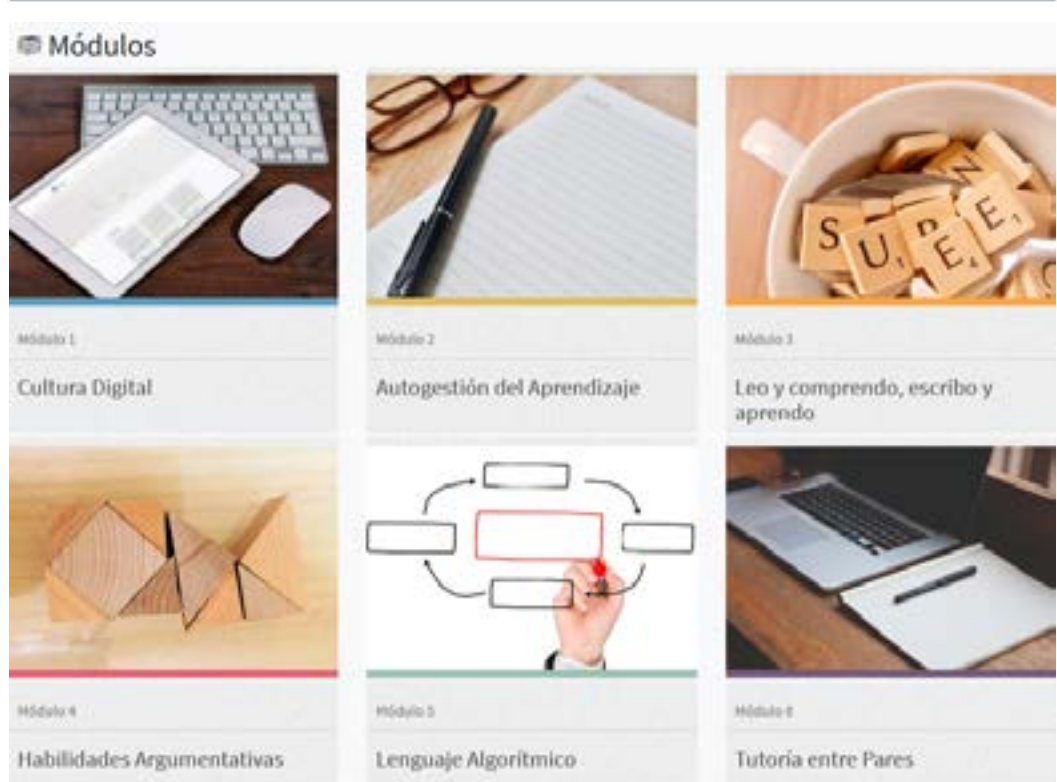 Módulos
Módulo 1
Cultura Digital
Módulo 2
Autogestión del Aprendizaje
S U E E
N
Módulo 3
Leo y comprendo, escribo y
aprendo
Módulo 4
Habilidades Argumentativas
Módulo 5
Lenguaje Algorítmico
Módulo 6
Tutoría entre Pares